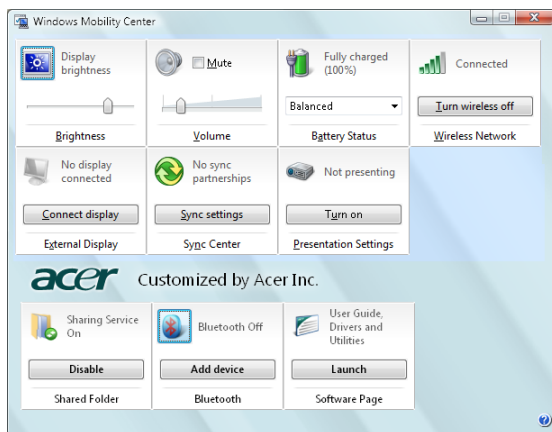 Windows Mobility Center
Display
brightness
Brightness
Mute
Volume
Fully charged
(100%)
Balanced
Battery Status
Connected
Turn wireless off
Wireless Network
No display
connected
Connect display
External Display
No sync
partnerships
Sync settings
Sync Center
Not presenting
Turn on
Presentation Settings
acer Customized by Acer Inc.
Sharing Service
On
Disable
Shared Folder
Bluetooth Off
Add device
Bluetooth
User Guide,
Drivers and
Utilities
Launch
Software Page